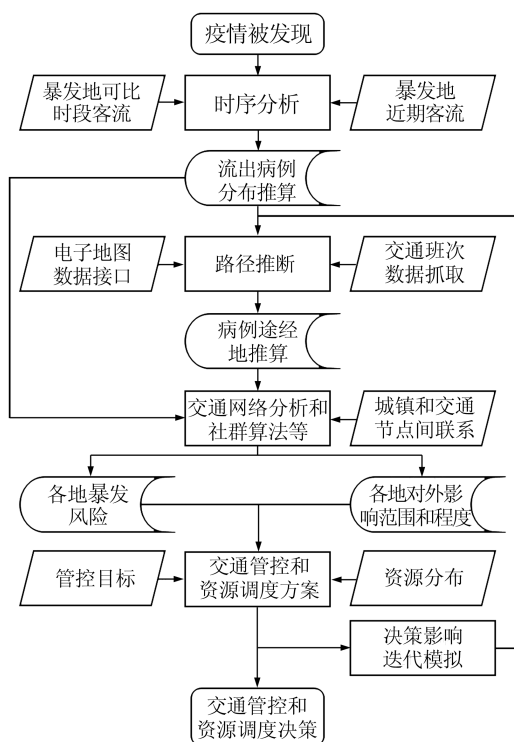 疫情被发现
暴发地可比
时段客流
时序分析
暴发地
近期客流
流出病例
分布推算
电子地图
数据接口
路径推断
交通班次
数据抓取
病例途经
地推算
交通网络分析和
社群算法等
城镇和交通
节点间联系
各地暴发
风险
各地对外影
响范围和程度
管控目标
交通管控和
资源调度方案
资源分布
决策影响
迭代模拟
交通管控和
资源调度决策